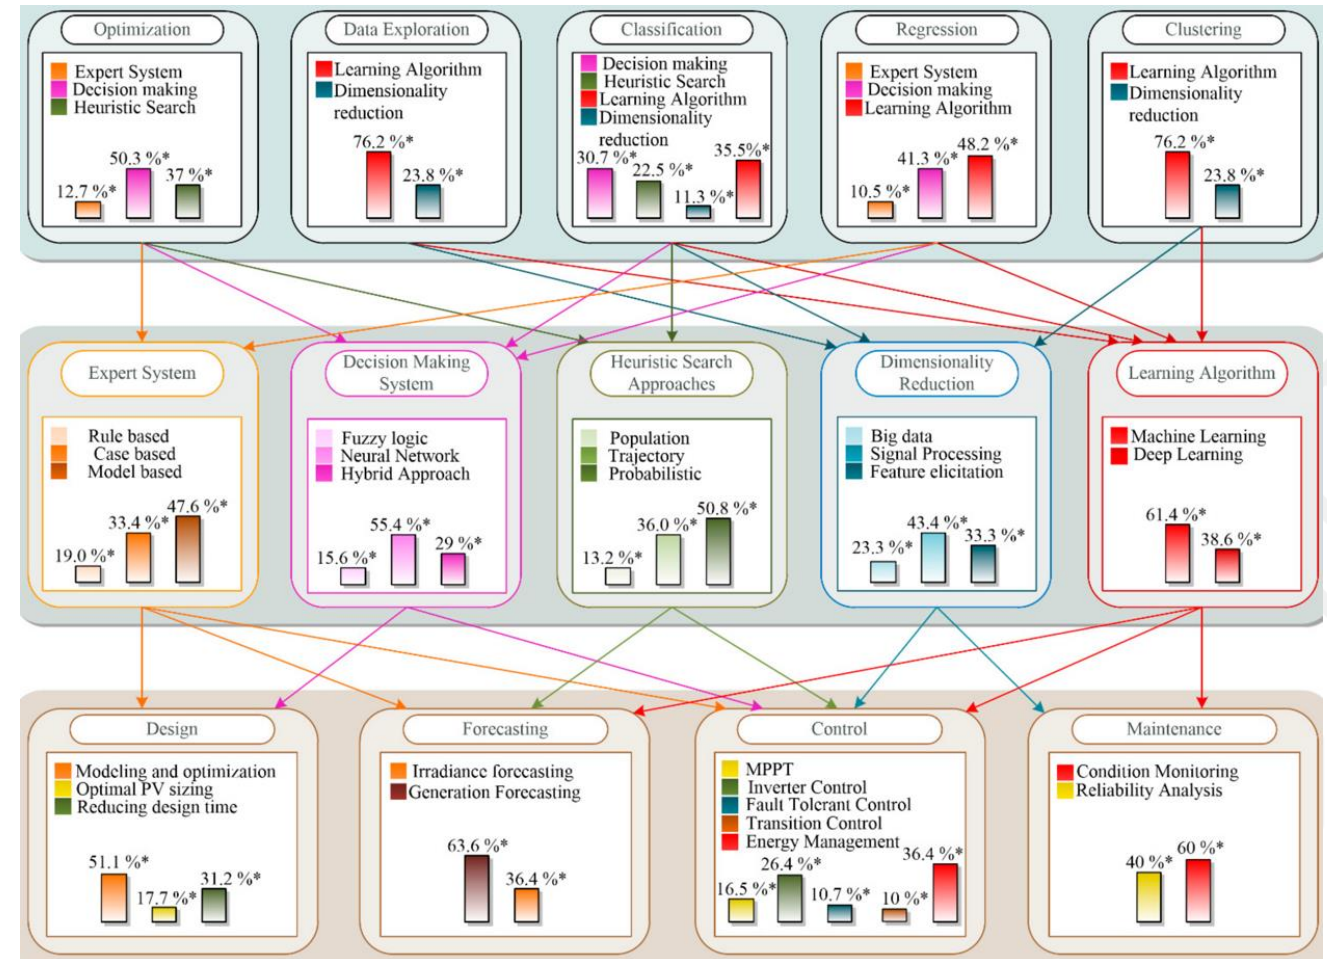 Optimization
Expert System
Decision making
Heuristic Search
12.7 %*
50.3 %*
37 %*
Data Exploration
Learning Algorithm
Dimensionality
reduction
76.2 %*
23.8 %*
Classification
Decision making
Heuristic Search
Learning Algorithm
Dimensionality
reduction
30.7 %*
22.5 %*
11.3 %*
35.5%*
Regression
Expert System
Decision making
Learning Algorithm
10.5 %*
41.3 %*
48.2 %*
Clustering
Learning Algorithm
Dimensionality
reduction
76.2 %*
23.8 %*
Expert System
Rule based
Case based
Model based
19.0 %*
33.4 %*
47.6 %*
Decision Making
System
Fuzzy logic
Neural Network
Hybrid Approach
15.6 %*
55.4 %*
29 %*
Heuristic Search
Approaches
Population
Trajectory
Probabilistic
13.2 %*
36.0 %*
50.8 %*
Dimensionality
Reduction
Big data
Signal Processing
Feature elicitation
23.3 %*
43.4 %*
33.3 %*
Learning Algorithm
Machine Learning
Deep Learning
61.4 %*
38.6 %*
Design
Modeling and optimization
Optimal PV sizing
Reducing design time
51.1 %*
17.7 %*
31.2 %*
Forecasting
Irradiance forecasting
Generation Forecasting
63.6 %*
36.4 %*
Control
MPPT
Inverter Control
Fault Tolerant Control
Transition Control
Energy Management
16.5 %*
26.4 %*
10.7 %*
10 %*
36.4 %*
Maintenance
Condition Monitoring
Reliability Analysis
40 %*
60 %*